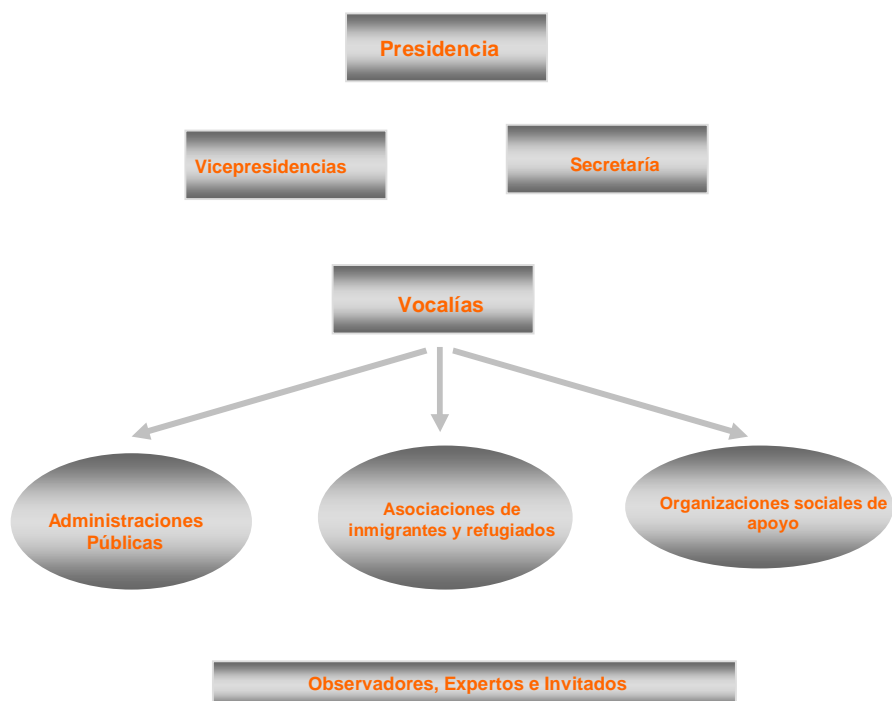 Presidencia
Vicepresidencias
Secretaría
Vocalías
Administraciones
Públicas
Asociaciones de
inmigrantes y refugiados
Organizaciones sociales de
apoyo
Observadores, Expertos e Invitados